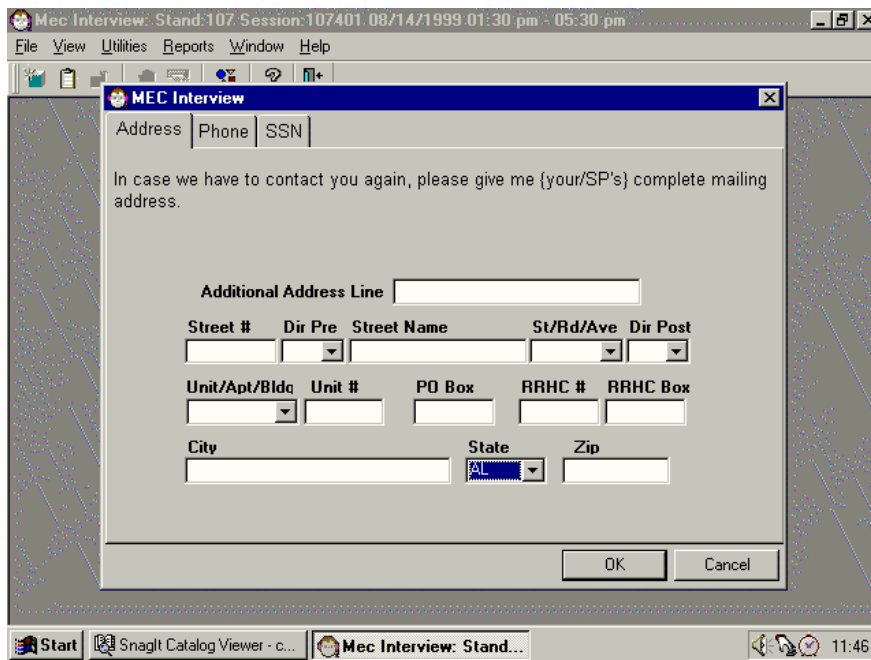 Mec Interview: Stand:107 Session:107401 08/14/1999 01:30 pm - 05:30 pm
File View Utilities Reports Window Help
MEC Interview
Address Phone SSN
In case we have to contact you again, please give me {your/SP's} complete mailing
address.
Additional Address Line
Street # Dir Pre Street Name St/Rd/Ave Dir Post
Unit/Apt/Bldg Unit # PO Box RRHC # RRHC Box
City State Zip
AL
OK Cancel
Start SnagIt Catalog Viewer - c... Mec Interview: Stand... 11:46